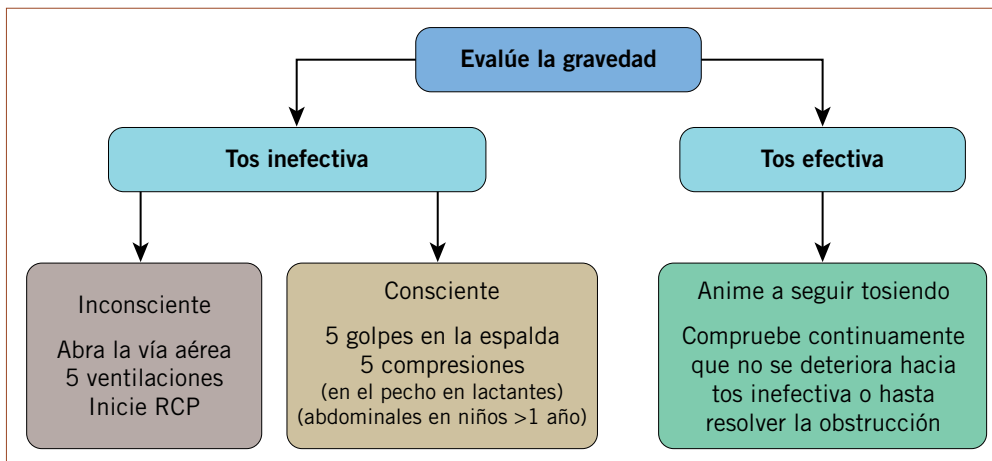 Evalúe la gravedad
Tos inefectiva
Tos efectiva
Inconsciente
Abra la vía aérea
5 ventilaciones
Inicie RCP
Consciente
5 golpes en la espalda
5 compresiones
(en el pecho en lactantes)
(abdominales en niños >1 año)
Anime a seguir tosiendo
Compruebe continuamente
que no se deteriora hacia
tos inefectiva o hasta
resolver la obstrucción